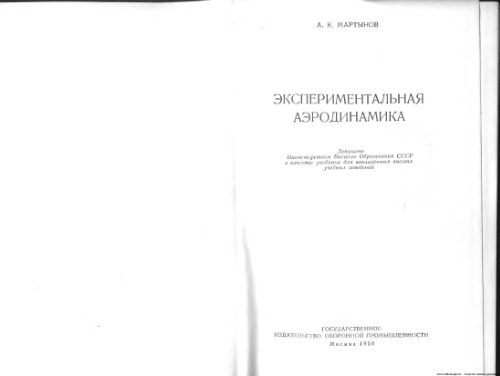 А. К. МАРТЫНОВ
ЭКСПЕРИМЕНТАЛЬНАЯ
АЭРОДИНАМИКА
Допущено
Министерством Высшего Образования СССР
в качестве учебника для авиационных высших
учебных заведений
ГОСУДАРСТВЕННОЕ
ИЗДАТЕЛЬСТВО ОБОРОННОЙ ПРОМЫШЛЕННОСТИ
Москва 1950